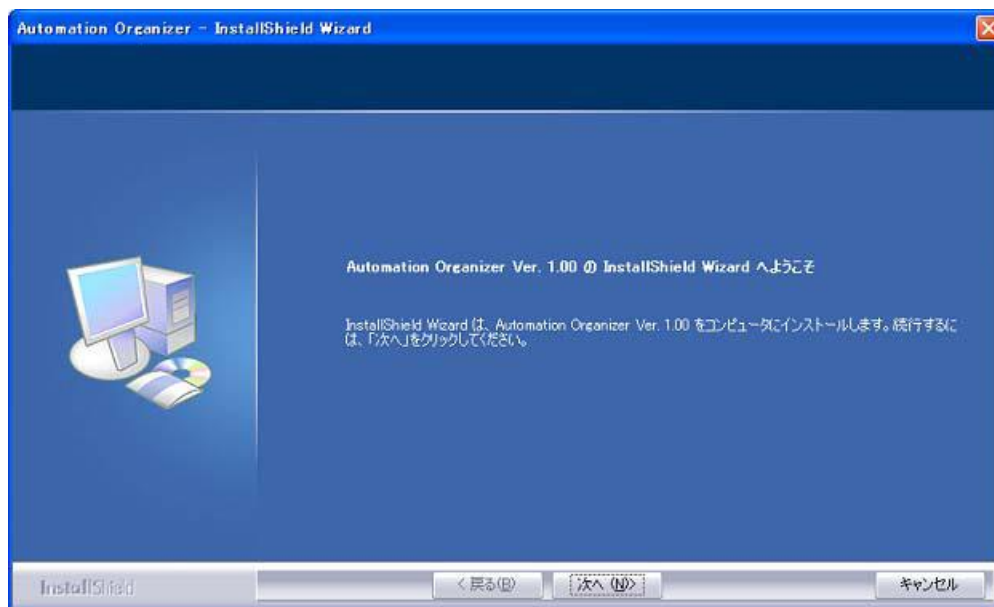 Automation Organizer - InstallShield Wizard
Automation Organizer Ver. 1.00 の InstallShield Wizard へようこそ
InstallShield Wizard は、Automation Organizer Ver. 1.00 をコンピュータにインストールします。続行するに
は、「次へ」をクリックしてください。
InstallShield
< 戻る(B)
次へ (N)>
キャンセル